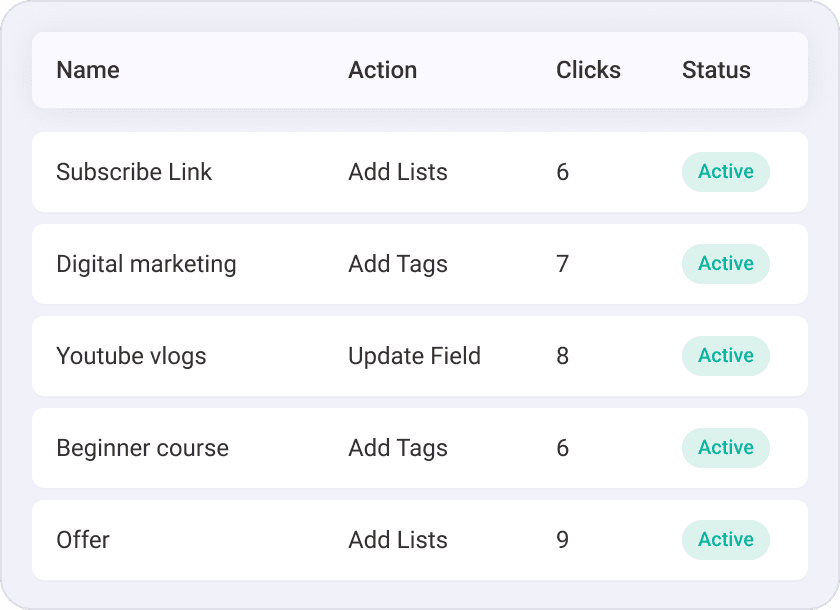 Name Action Clicks Status
Subscribe Link Add Lists 6 Active
Digital marketing Add Tags 7 Active
Youtube vlogs Update Field 8 Active
Beginner course Add Tags 6 Active
Offer Add Lists 9 Active